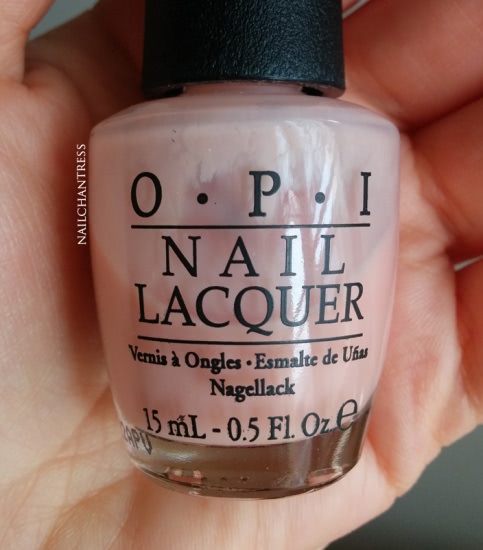 O · P · I
NAIL
LACQUER
Vernis à Ongles · Esmalte de Uñas
Nagellack
15 mL - 0.5 Fl. Oz. ℮
NAILCHANTRESS